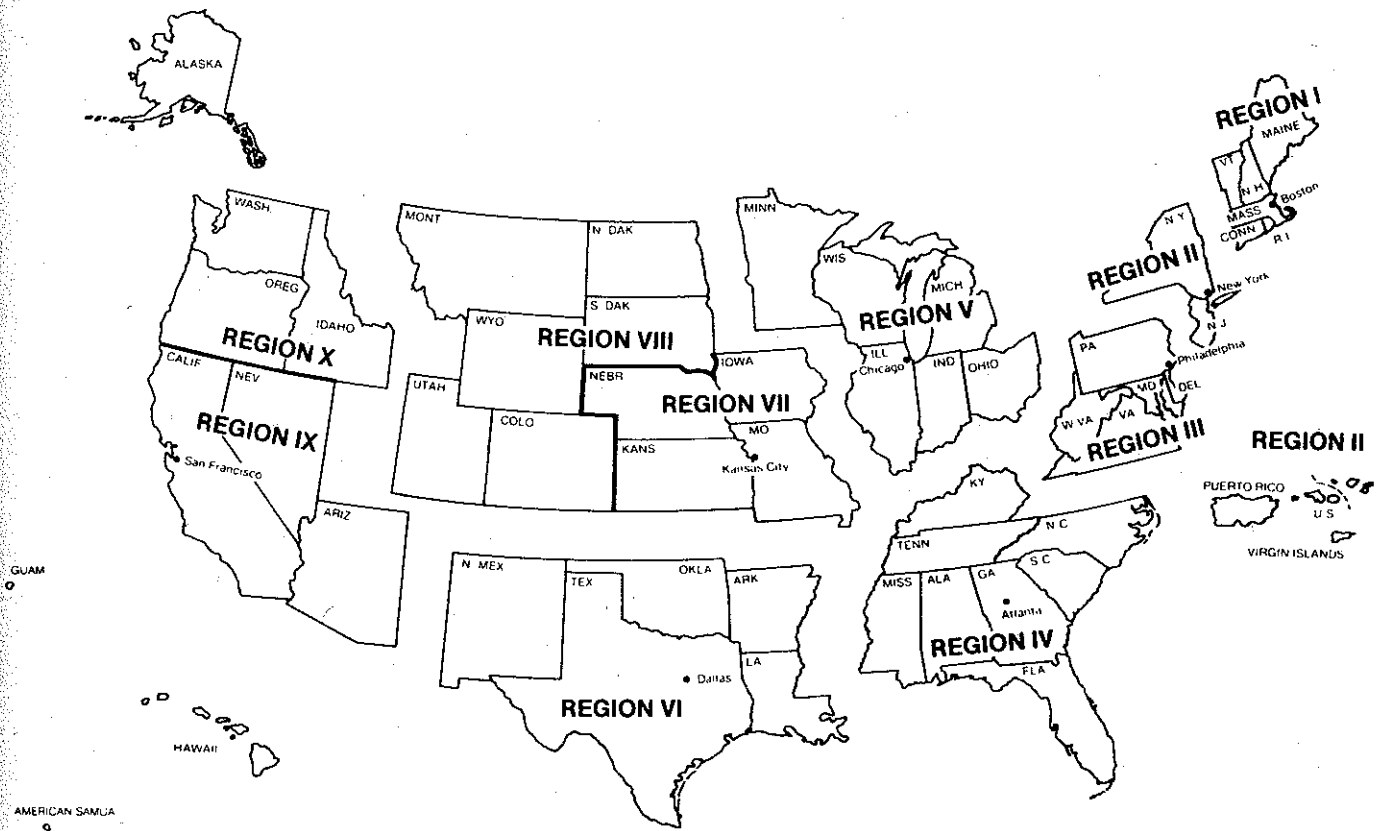 ALASKA
REGION I
MAINE
VT
N H
Boston
MASS
CONN
R I
WASH.
MONT
N DAK
MINN
WIS
N Y
REGION II
New York
MICH
OREG
S DAK
REGION V
N J
IDAHO
WYO
REGION X
REGION VIII
PA
Philadelphia
CALIF
NEV
UTAH
NEBR
IOWA
ILL
Chicago
IND
OHIO
MD
DEL
REGION VII
REGION IX
COLO
MO
W VA
VA
REGION III
REGION II
San Francisco
KANS
Kansas City
KY
PUERTO RICO
U S
VIRGIN ISLANDS
ARIZ
N C
TENN
S C
GUAM
N MEX
TEX
OKLA
ARK
MISS
ALA
GA
Atlanta
REGION IV
LA
FLA
Dallas
REGION VI
HAWAII
AMERICAN SAMOA